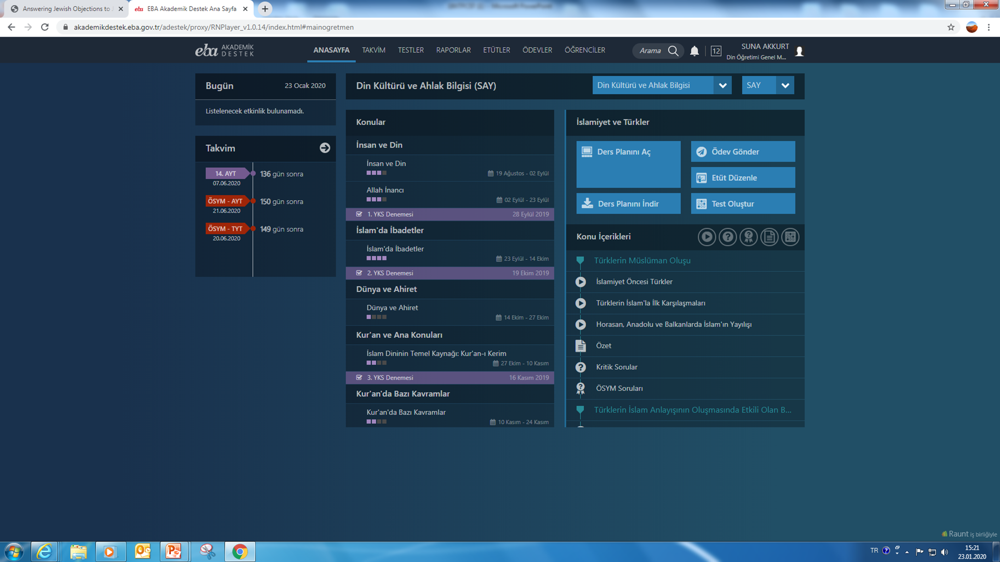 Answering Jewish Objections to J
EBA Akademik Destek Ana Sayfa
akademikdestek.eba.gov.tr/adestek/proxy/RNPlayer_v1.0.14/index.html#mainogretmen
eba AKADEMİK DESTEK
ANASAYFA TAKVİM TESTLER RAPORLAR ETÜTLER ÖDEVLER ÖĞRENCİLER
Arama
12
SUNA AKKURT
Din Öğretimi Genel M...
Bugün 23 Ocak 2020
Listelenecek etkinlik bulunamadı.
Takvim
14. AYT 136 gün sonra
07.06.2020
ÖSYM - AYT 150 gün sonra
21.06.2020
ÖSYM - TYT 149 gün sonra
20.06.2020
Din Kültürü ve Ahlak Bilgisi (SAY)
Din Kültürü ve Ahlak Bilgisi
SAY
Konular
İnsan ve Din
İnsan ve Din
19 Ağustos - 02 Eylül
Allah İnancı
02 Eylül - 23 Eylül
1. YKS Denemesi 28 Eylül 2019
İslam'da İbadetler
İslam'da İbadetler
23 Eylül - 14 Ekim
2. YKS Denemesi 19 Ekim 2019
Dünya ve Ahiret
Dünya ve Ahiret
14 Ekim - 27 Ekim
Kur'an ve Ana Konuları
İslam Dininin Temel Kaynağı: Kur'an-ı Kerim
27 Ekim - 10 Kasım
3. YKS Denemesi 16 Kasım 2019
Kur'an'da Bazı Kavramlar
Kur'an'da Bazı Kavramlar
10 Kasım - 24 Kasım
İslamiyet ve Türkler
Ders Planını Aç
Ödev Gönder
Etüt Düzenle
Ders Planını İndir
Test Oluştur
Konu İçerikleri
Türklerin Müslüman Oluşu
İslamiyet Öncesi Türkler
Türklerin İslam'la İlk Karşılaşmaları
Horasan, Anadolu ve Balkanlarda İslam'ın Yayılışı
Özet
Kritik Sorular
ÖSYM Soruları
Türklerin İslam Anlayışının Oluşmasında Etkili Olan B...
Raunt iş birliğiyle
TR
15:21
23.01.2020